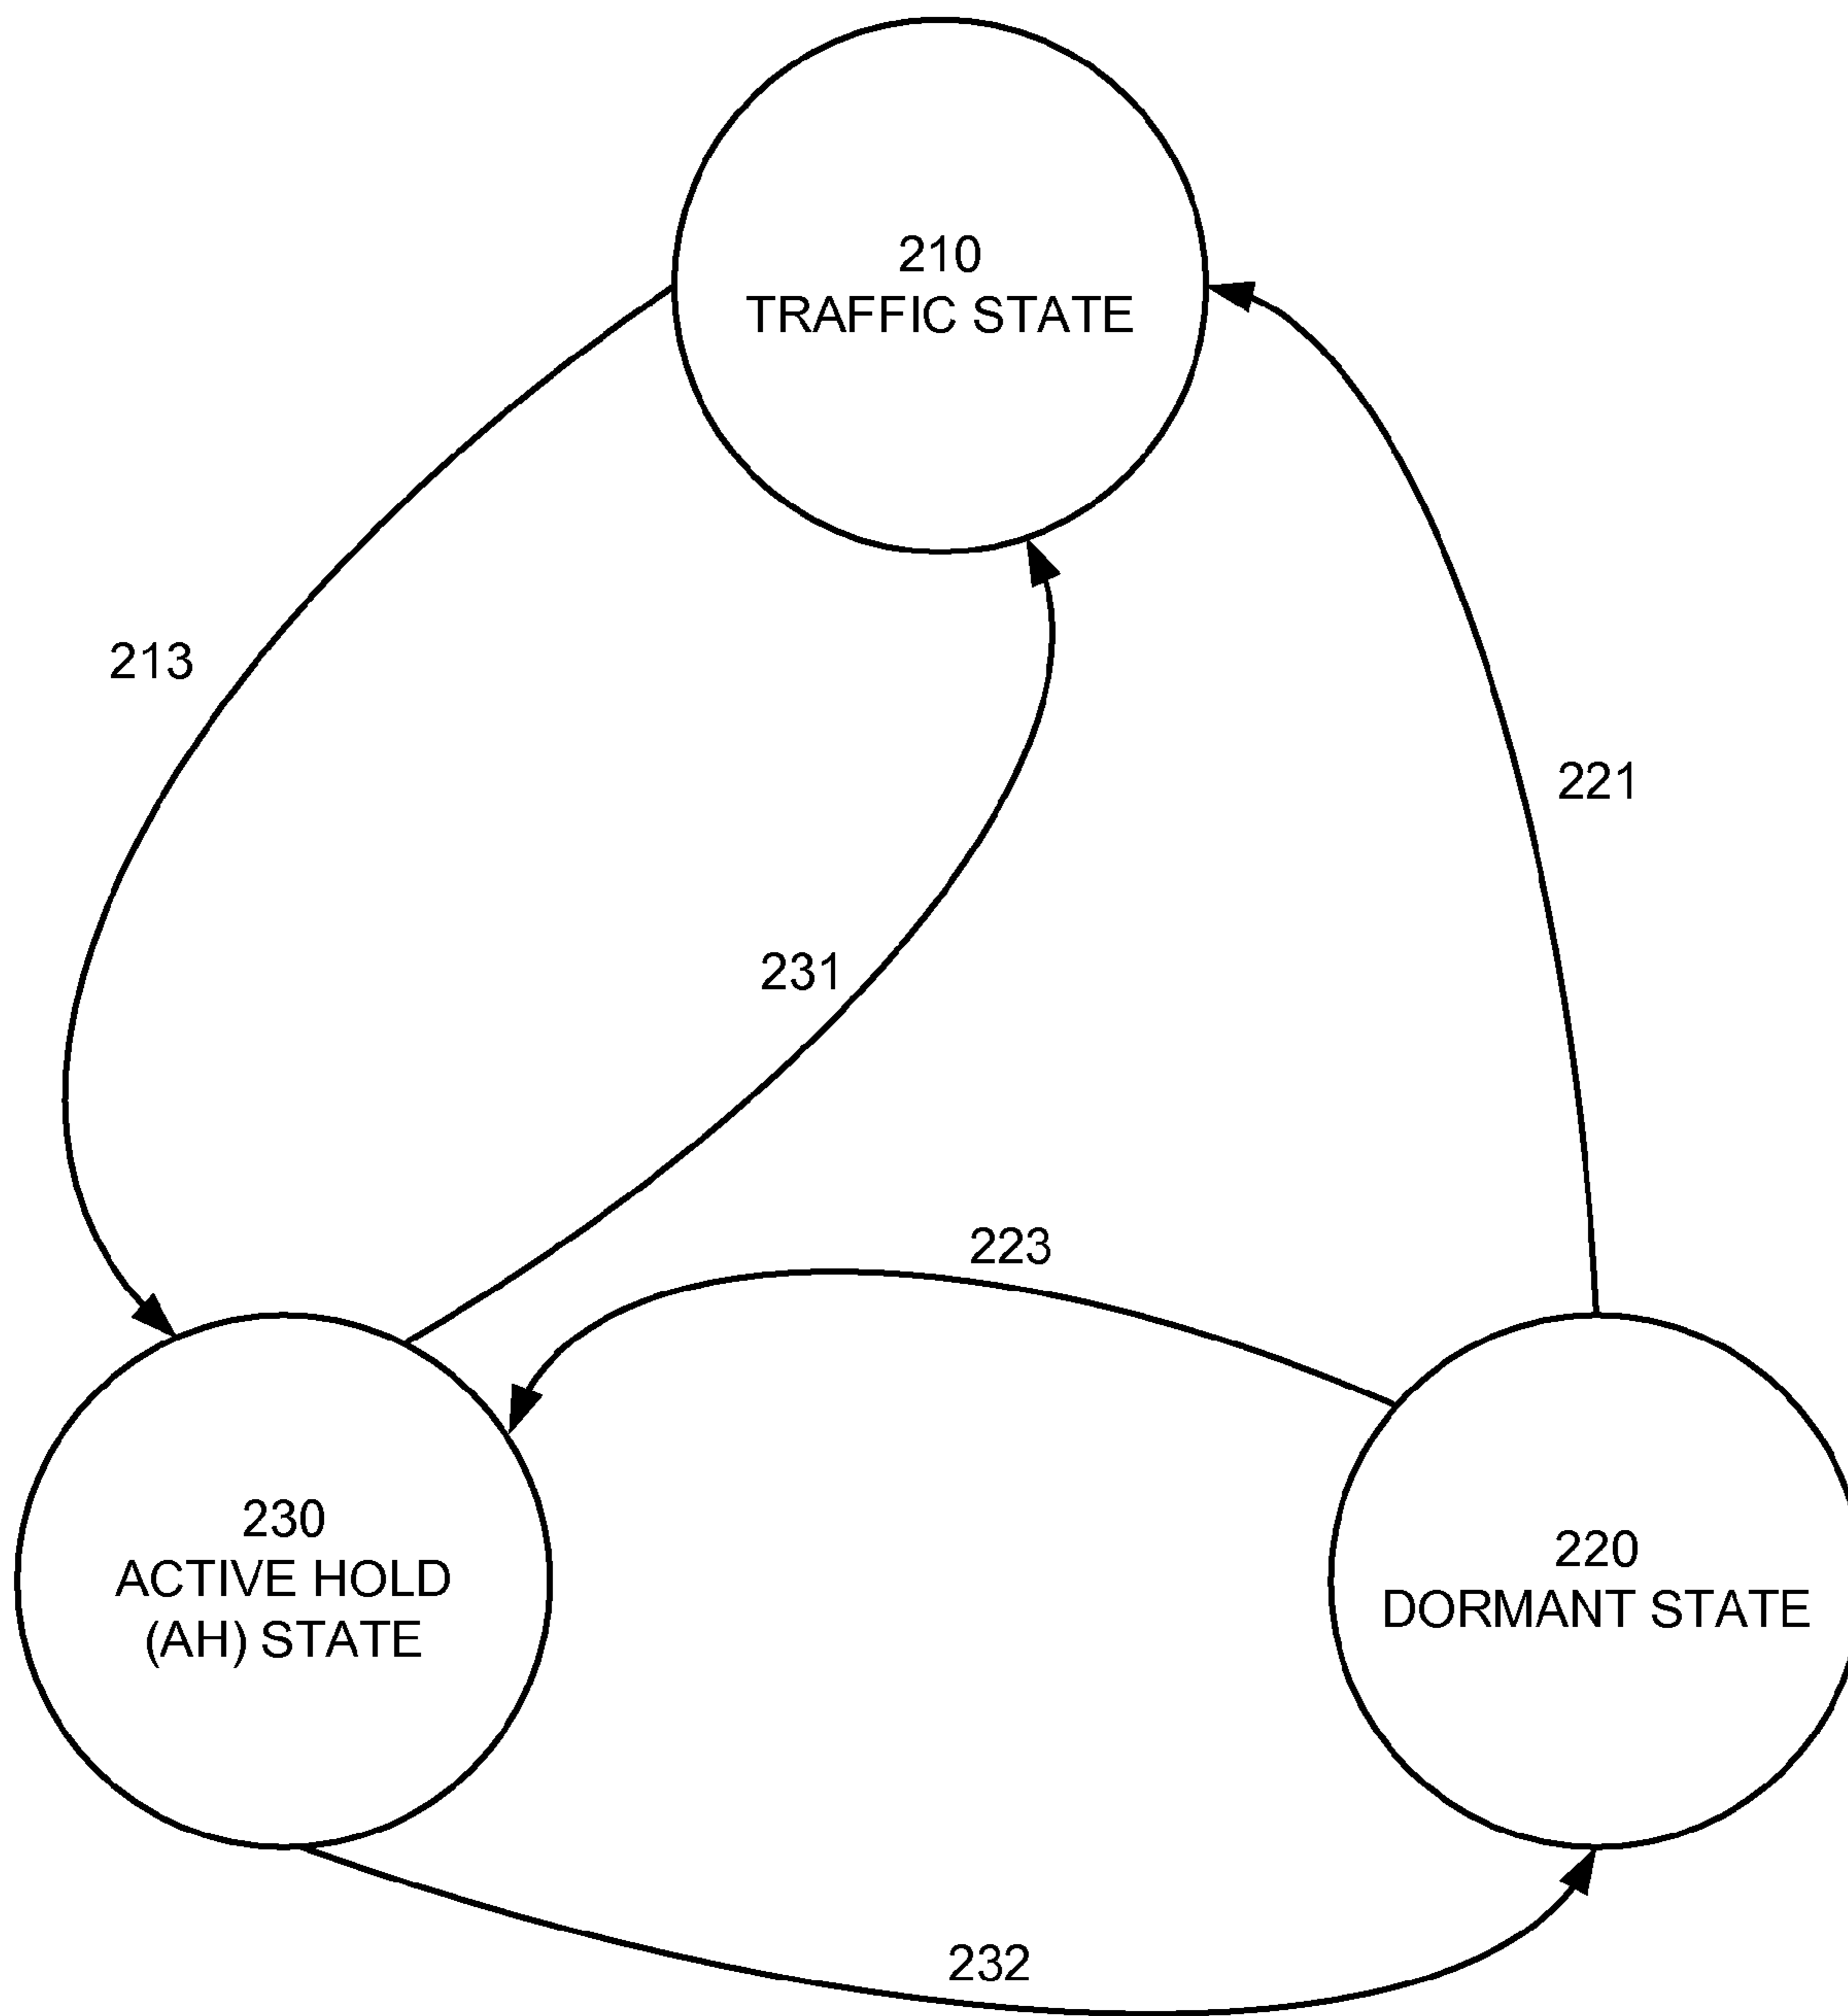 210
TRAFFIC STATE
213
221
231
223
230
ACTIVE HOLD
(AH) STATE
220
DORMANT STATE
232